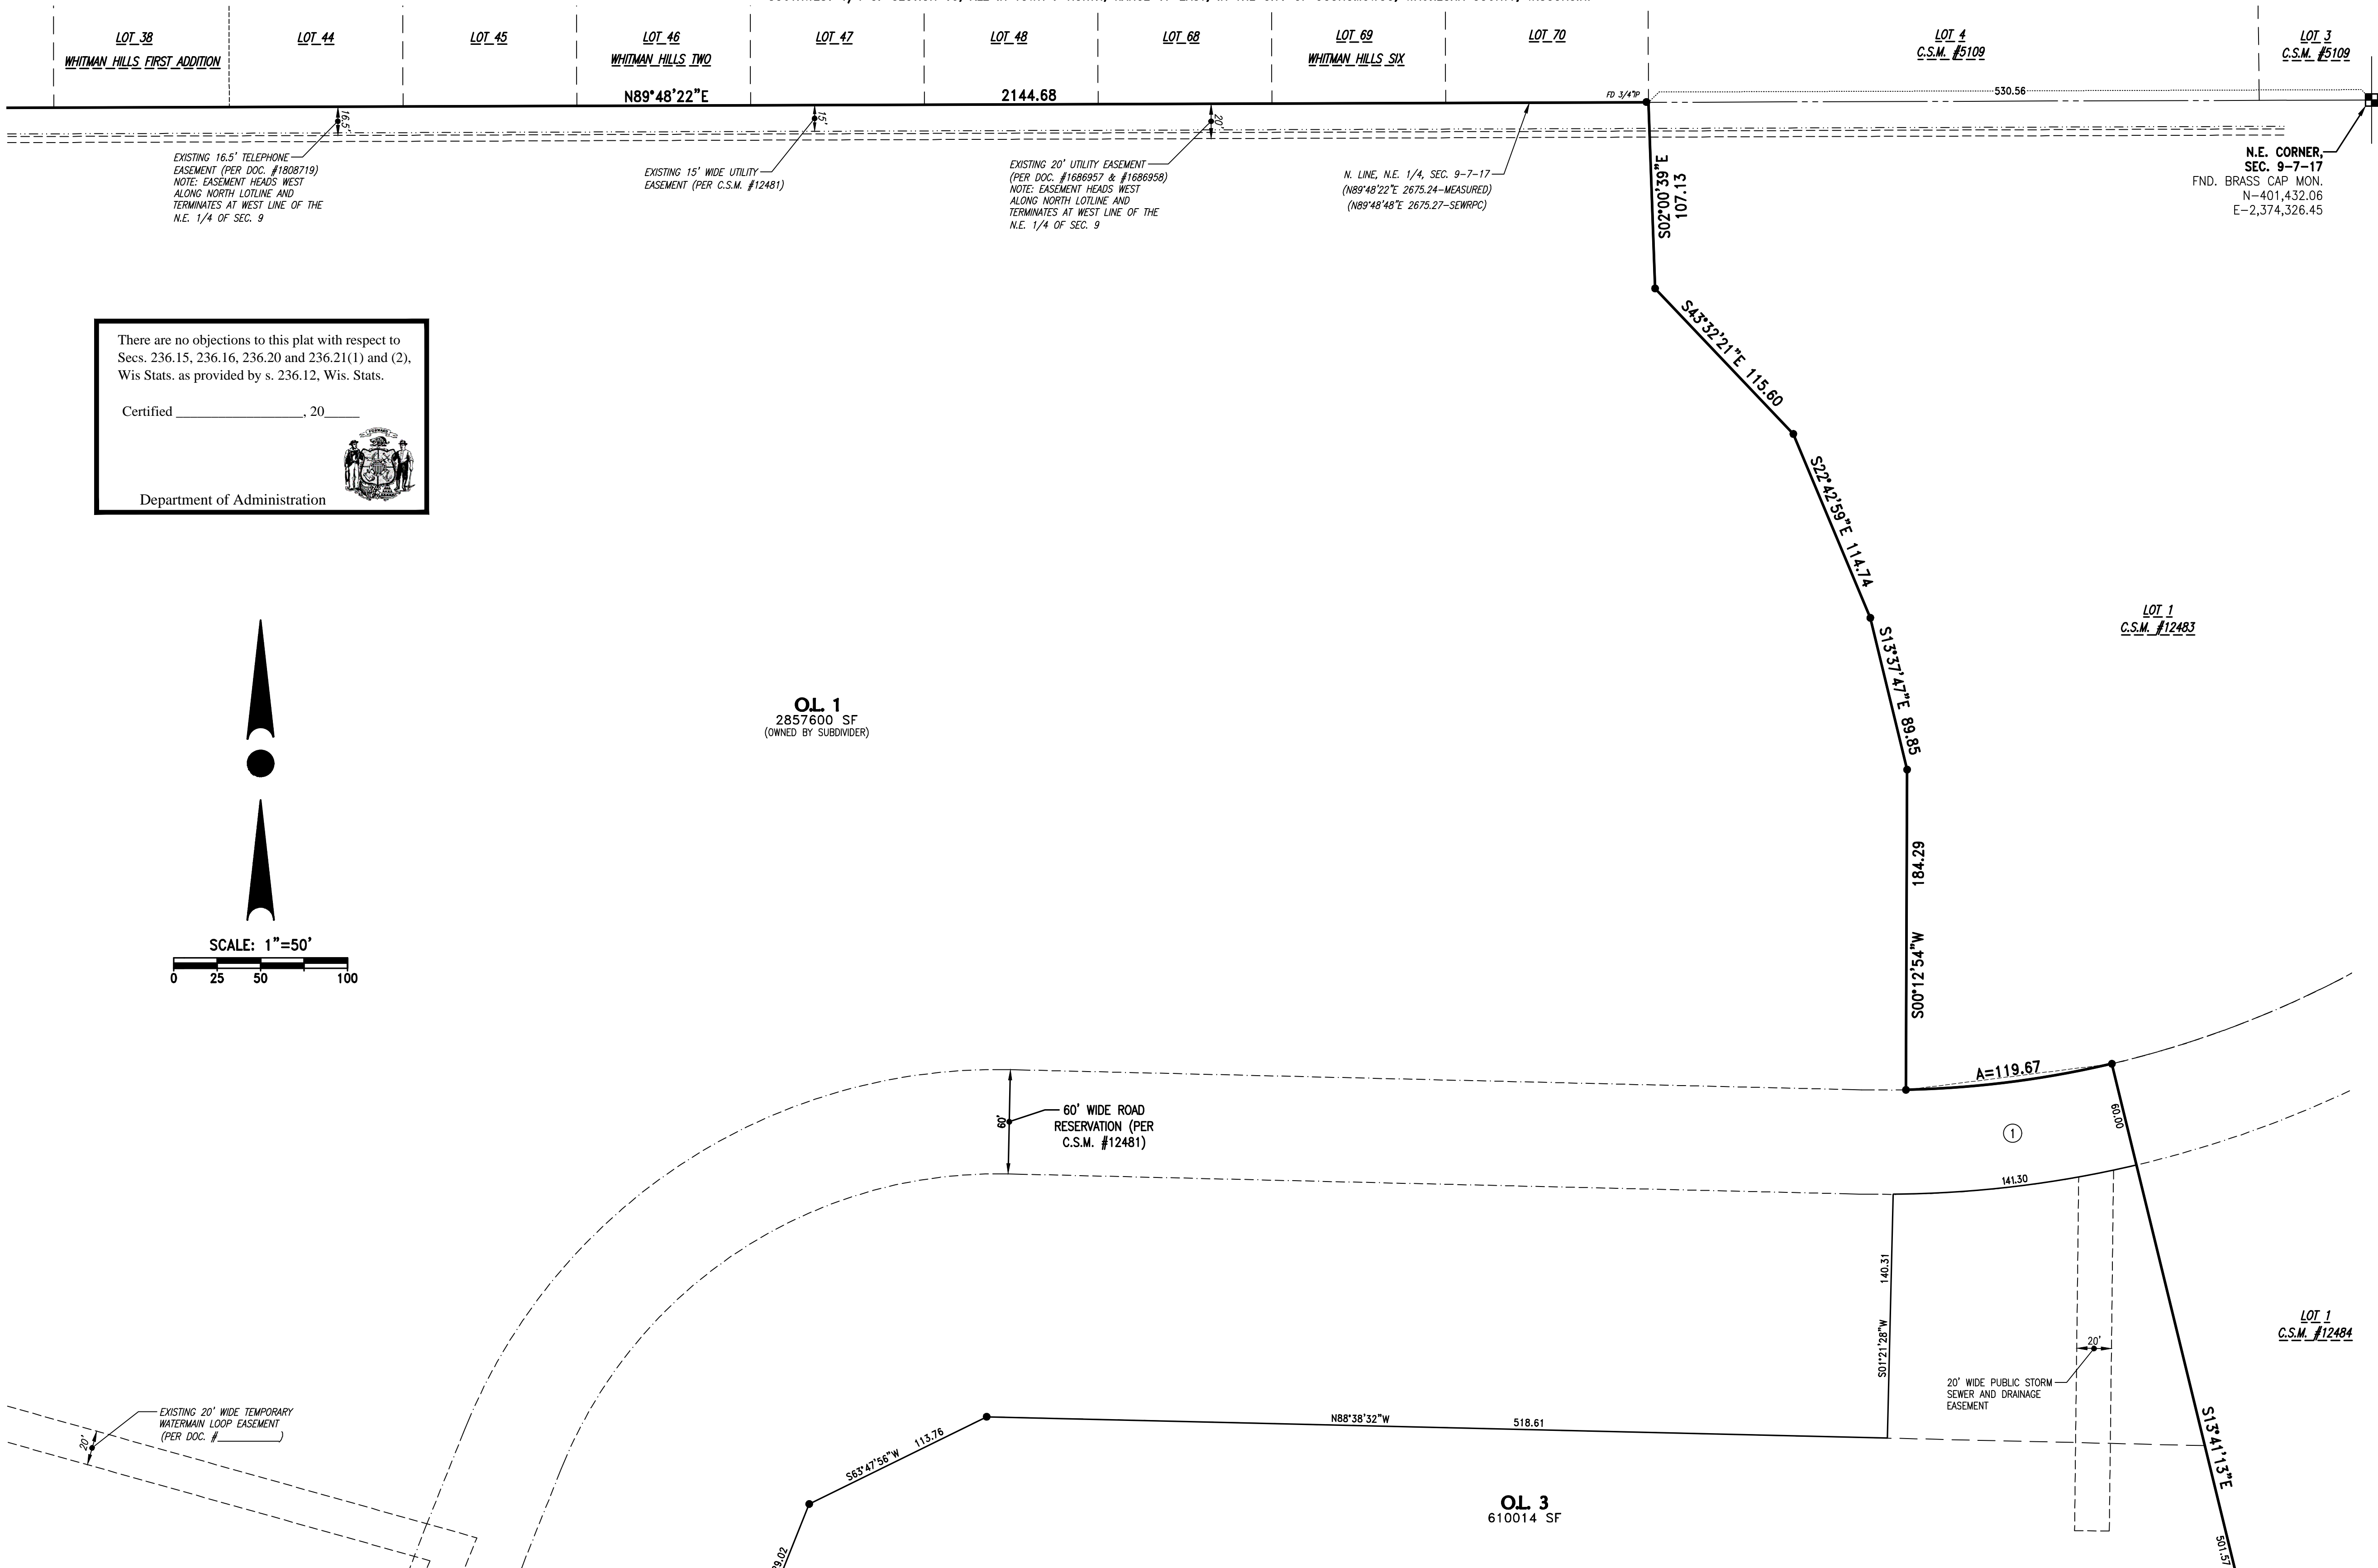 LOT 38
WHITMAN HILLS FIRST ADDITION
LOT 44
LOT 45
LOT 46
WHITMAN HILLS TWO
LOT 47
LOT 48
LOT 68
LOT 69
WHITMAN HILLS SIX
LOT 70
LOT 4
C.S.M. #5109
LOT 3
C.S.M. #5109
N89°48'22"E
2144.68
FD 3/4"IP
530.56
16.5'
15'
20'
EXISTING 16.5' TELEPHONE
EASEMENT (PER DOC. #1808719)
NOTE: EASEMENT HEADS WEST
ALONG NORTH LOTLINE AND
TERMINATES AT WEST LINE OF THE
N.E. 1/4 OF SEC. 9
EXISTING 15' WIDE UTILITY
EASEMENT (PER C.S.M. #12481)
EXISTING 20' UTILITY EASEMENT
(PER DOC. #1686957 & #1686958)
NOTE: EASEMENT HEADS WEST
ALONG NORTH LOTLINE AND
TERMINATES AT WEST LINE OF THE
N.E. 1/4 OF SEC. 9
N. LINE, N.E. 1/4, SEC. 9-7-17
(N89°48'22"E 2675.24-MEASURED)
(N89°48'48"E 2675.27-SEWRPC)
S02°00'39"E
107.13
N.E. CORNER,
SEC. 9-7-17
FND. BRASS CAP MON.
N-401,432.06
E-2,374,326.45
There are no objections to this plat with respect to
Secs. 236.15, 236.16, 236.20 and 236.21(1) and (2),
Wis Stats. as provided by s. 236.12, Wis. Stats.
Certified __________________, 20_____
Department of Administration
S43°32'21"E 115.60
S22°42'59"E 114.74
S13°37'47"E 89.85
LOT 1
C.S.M. #12483
O.L. 1
2857600 SF
(OWNED BY SUBDIVIDER)
SCALE: 1"=50'
0 25 50 100
S00°12'54"W 184.29
A=119.67
60.00
1
60'
60' WIDE ROAD
RESERVATION (PER
C.S.M. #12481)
141.30
S01°21'28"W 140.31
20'
20' WIDE PUBLIC STORM
SEWER AND DRAINAGE
EASEMENT
LOT 1
C.S.M. #12484
S13°41'13"E
501.57
EXISTING 20' WIDE TEMPORARY
WATERMAIN LOOP EASEMENT
(PER DOC. #__________)
20'
S63°47'56"W 113.76
N88°38'32"W 518.61
O.L. 3
610014 SF